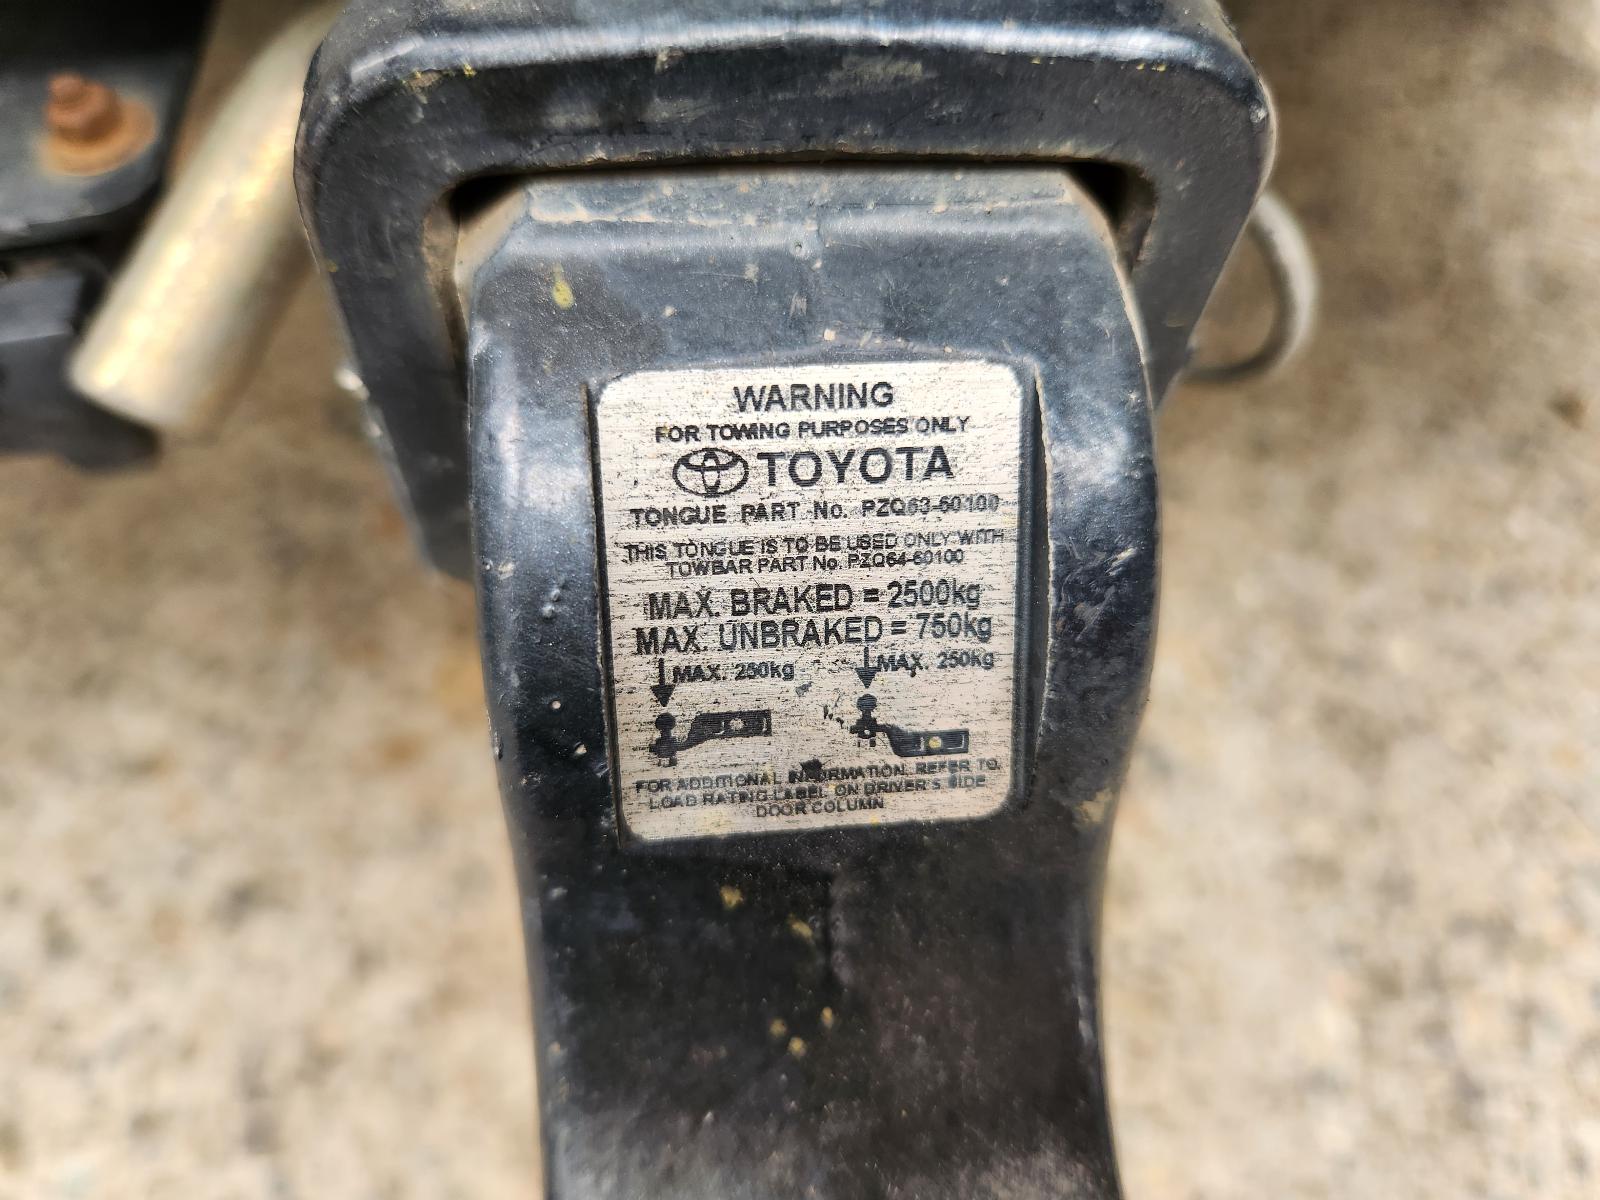 WARNING
FOR TOWING PURPOSES ONLY
TOYOTA
TONGUE PART No. PZQ63-60100
THIS TONGUE IS TO BE USED ONLY WITH
TOWBAR PART No. PZQ64-60100
MAX. BRAKED = 2500kg
MAX. UNBRAKED = 750kg
MAX. 250kg MAX. 250kg
FOR ADDITIONAL INFORMATION, REFER TO
LOAD RATING LABEL ON DRIVER'S SIDE
DOOR COLUMN